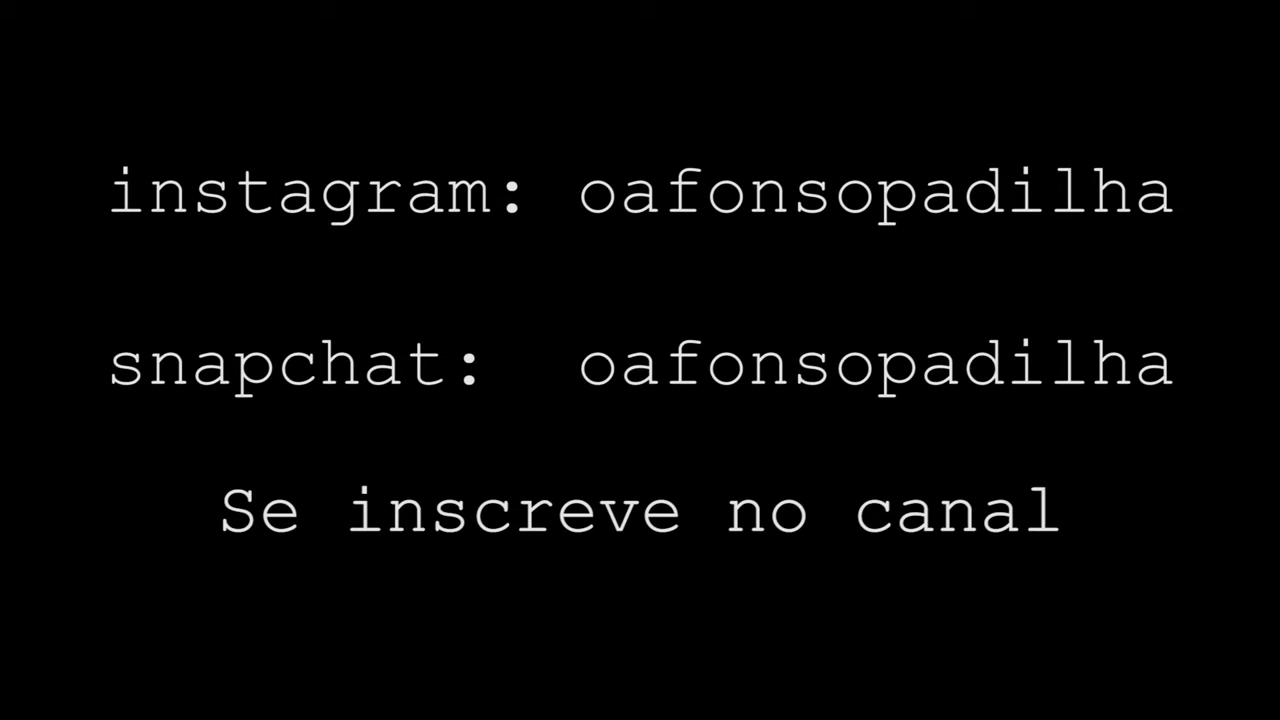 instagram: oafonsopadilha
snapchat: oafonsopadilha
Se inscreve no canal